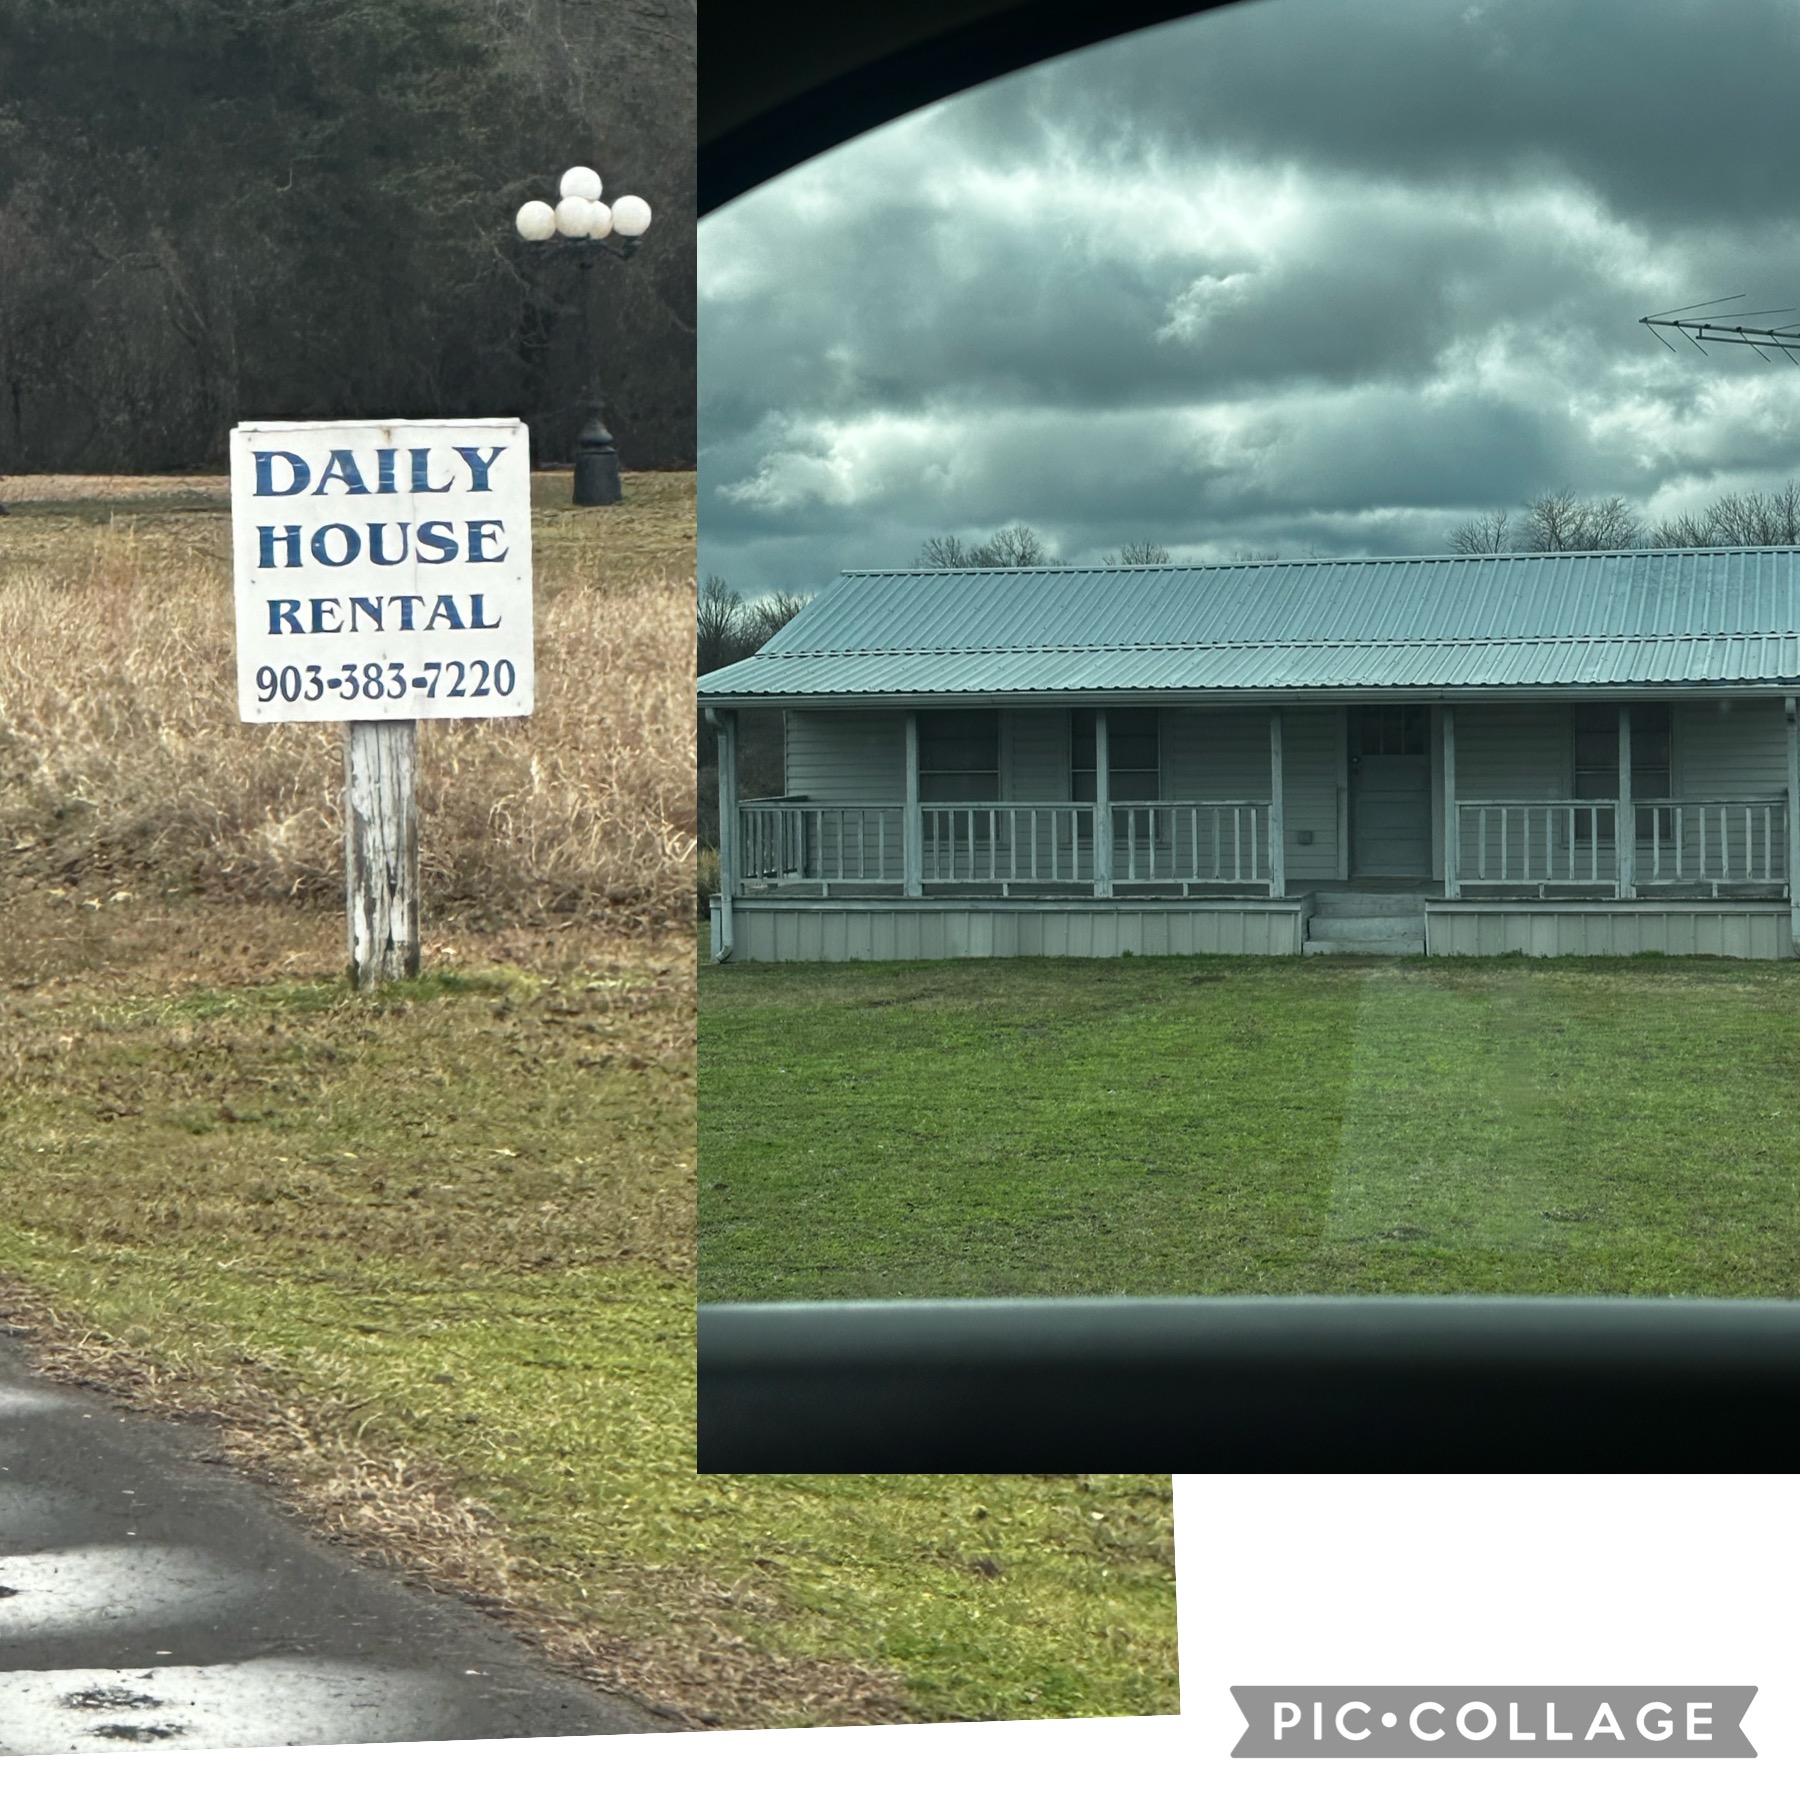 DAILY
HOUSE
RENTAL
903-383-7220
PIC•COLLAGE